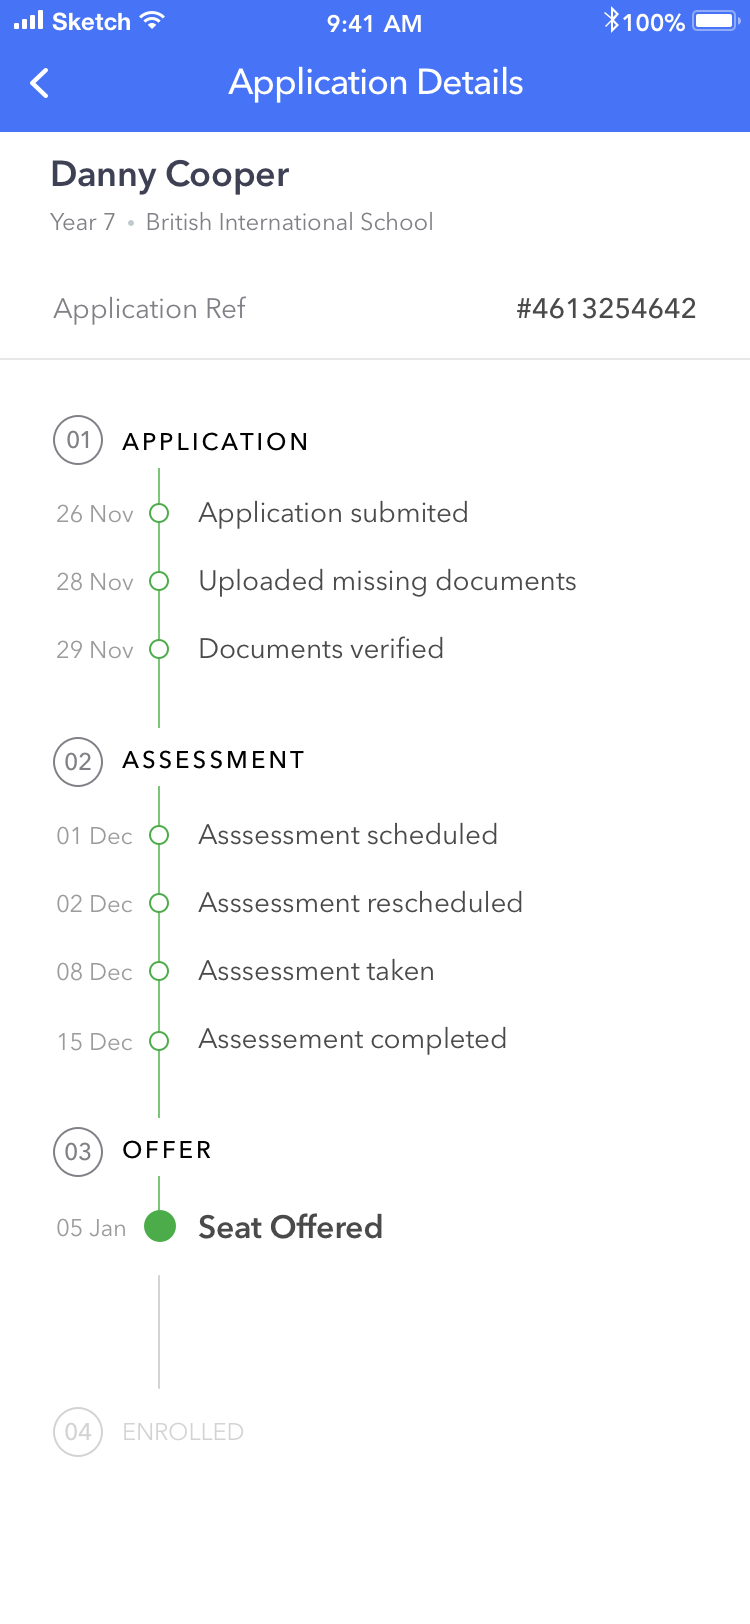 Sketch 9:41 AM 100%
Application Details
Danny Cooper
Year 7 • British International School
Application Ref #4613254642
01 APPLICATION
26 Nov Application submited
28 Nov Uploaded missing documents
29 Nov Documents verified
02 ASSESSMENT
01 Dec Asssessment scheduled
02 Dec Asssessment rescheduled
08 Dec Asssessment taken
15 Dec Assessement completed
03 OFFER
05 Jan Seat Offered
04 ENROLLED